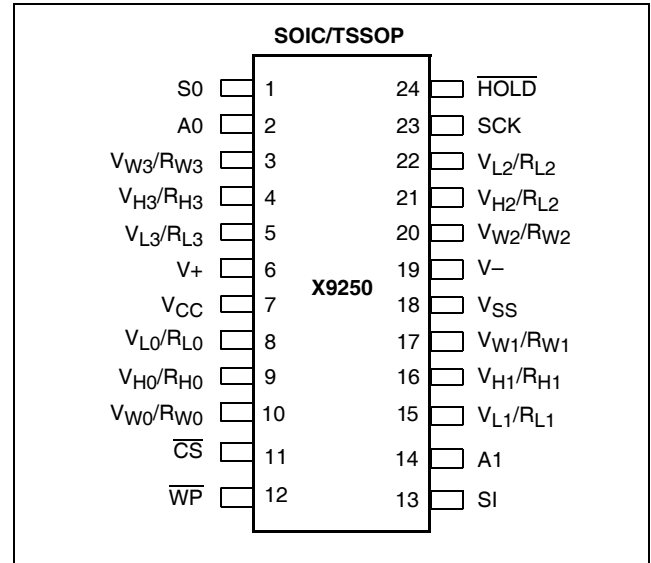 SOIC/TSSOP
S0 1 24 H̅O̅L̅D̅
A0 2 23 SCK
VW3/RW3 3 22 VL2/RL2
VH3/RH3 4 21 VH2/RL2
VL3/RL3 5 20 VW2/RW2
V+ 6 19 V–
X9250
VCC 7 18 VSS
VL0/RL0 8 17 VW1/RW1
VH0/RH0 9 16 VH1/RH1
VW0/RW0 10 15 VL1/RL1
C̅S̅ 11 14 A1
W̅P̅ 12 13 SI